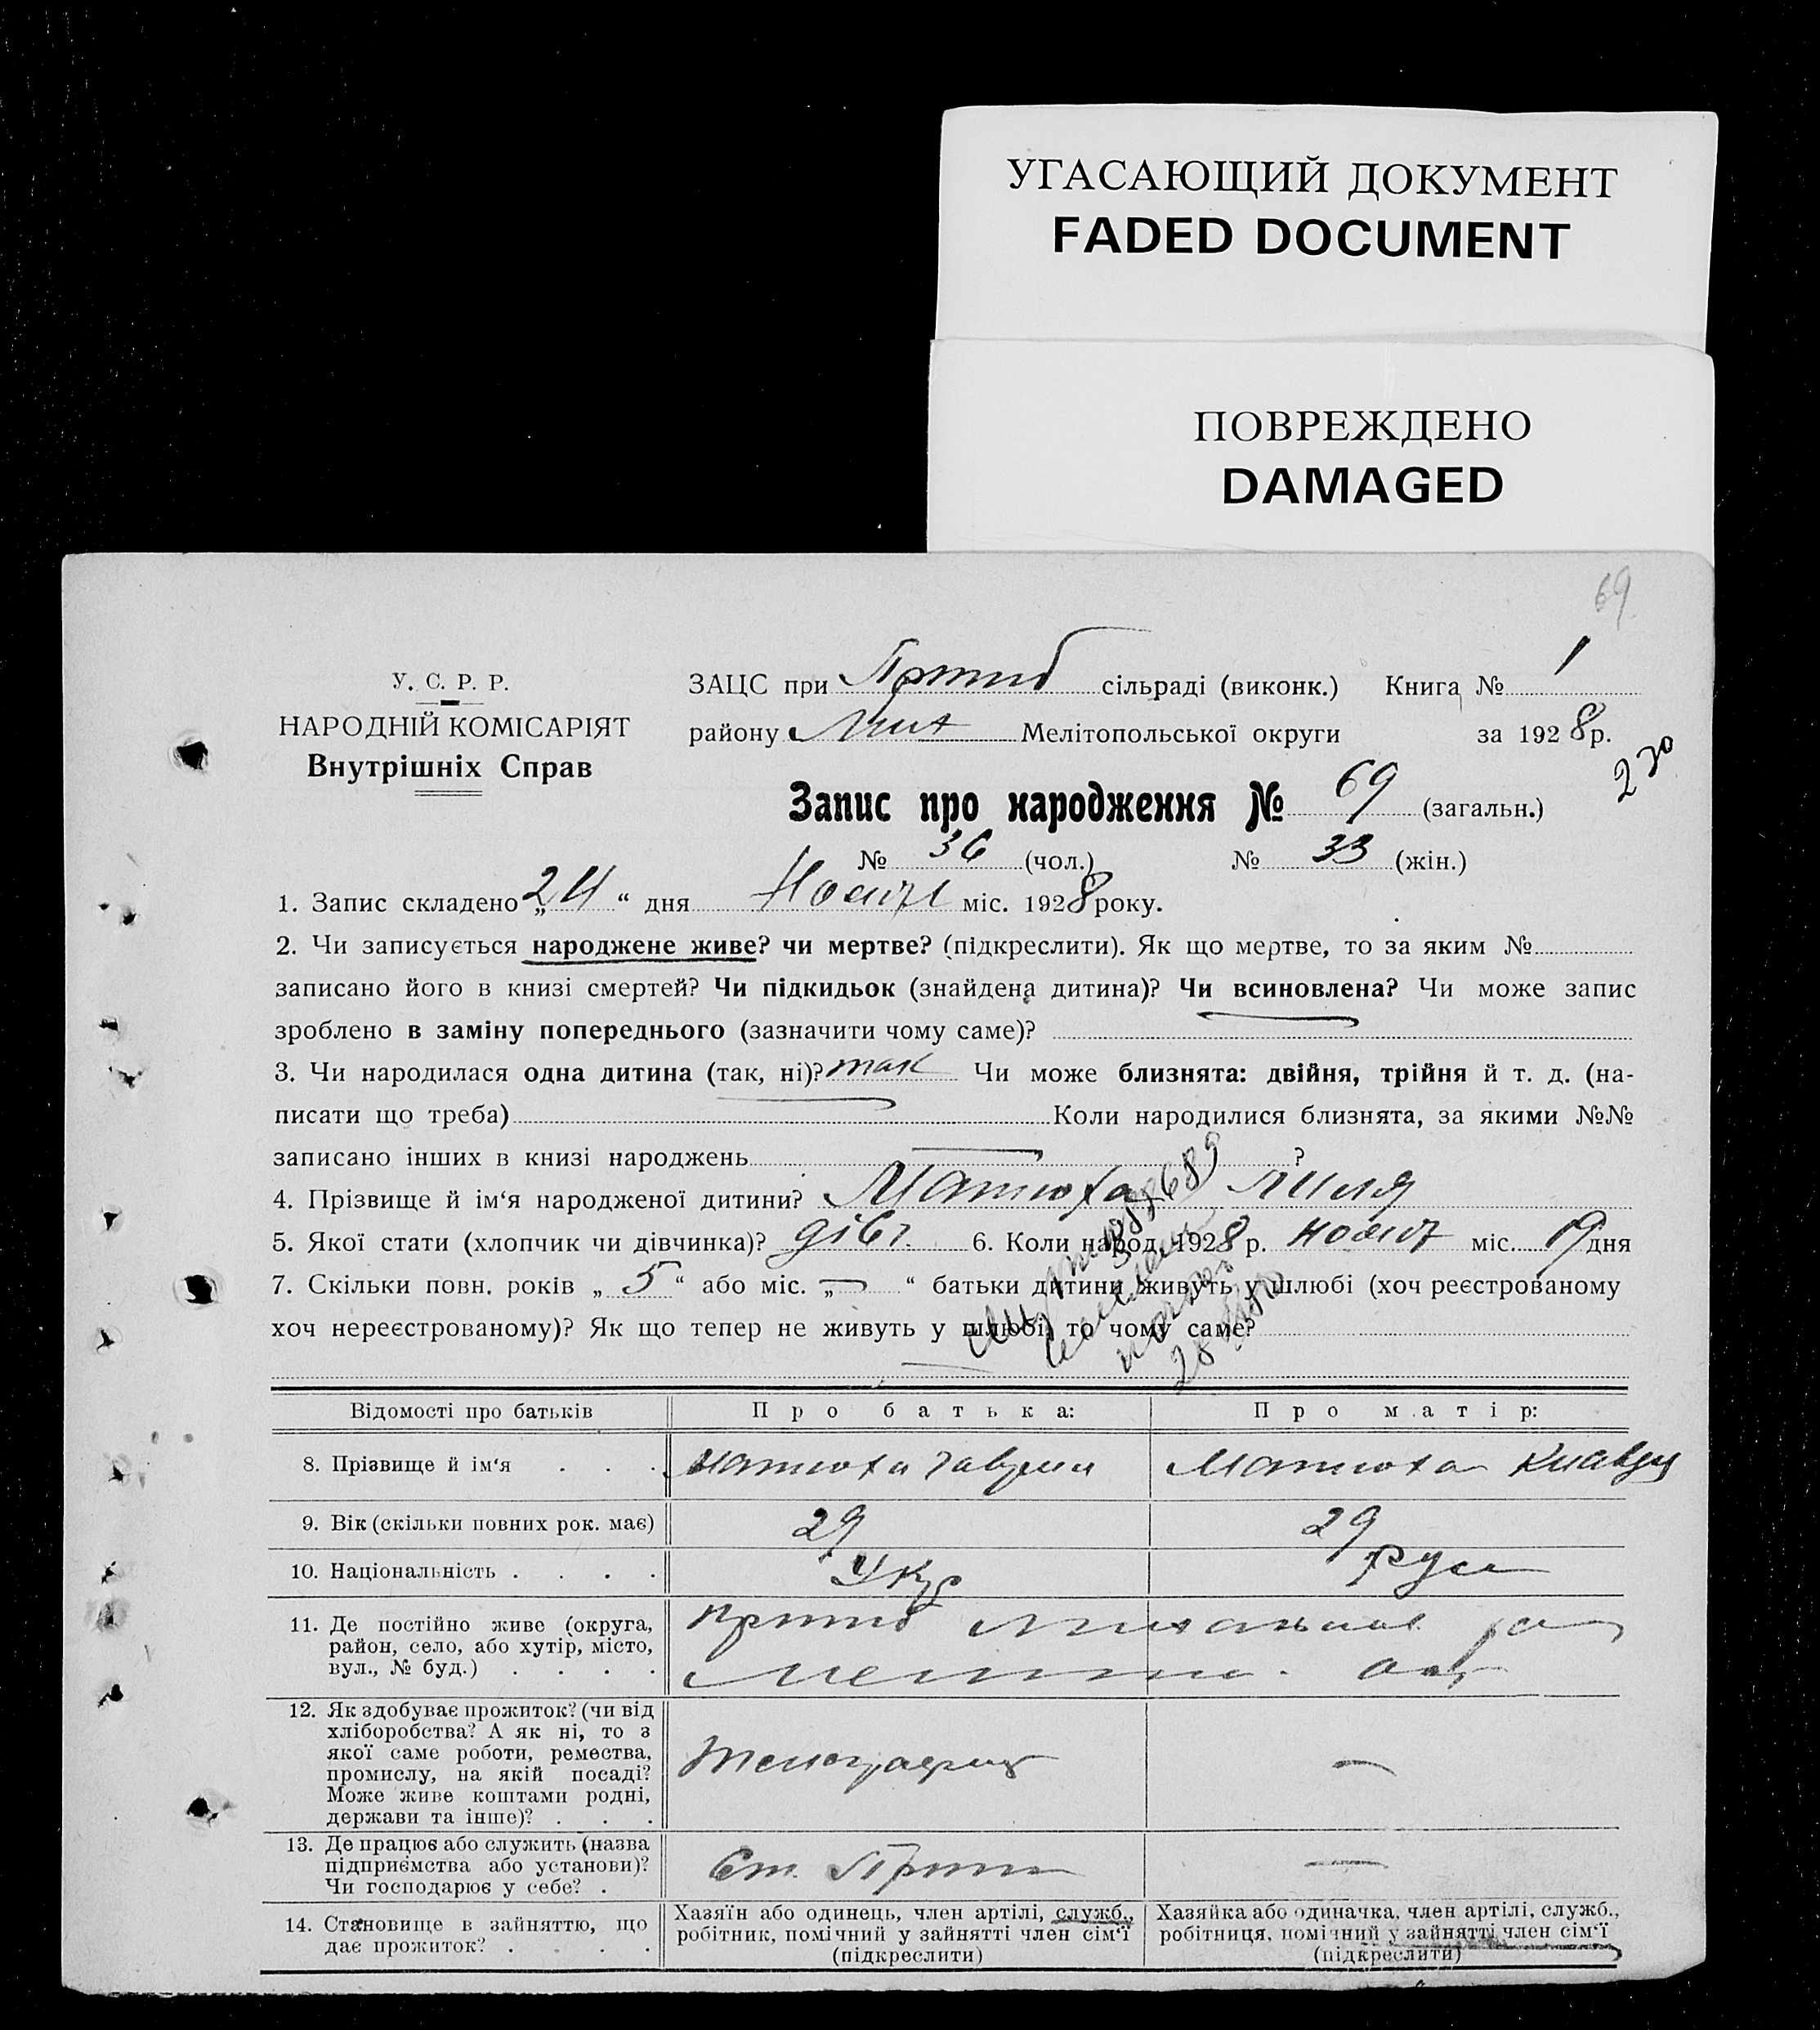 УГАСАЮЩИЙ ДОКУМЕНТ
FADED DOCUMENT
ПОВРЕЖДЕНО
DAMAGED
69
У. С. Р. Р.
НАРОДНІЙ КОМІСАРІЯТ
Внутрішніх Справ
ЗАЦС при сільраді (виконк.) Книга № 1
району Мелітопольської округи за 1928 р.
230
Запис про народження № 69 (загальн.)
№ 36 (чол.) № 33 (жін.)
1. Запис складено „24“ дня міс. 1928 року.
2. Чи записується народжене живе? чи мертве? (підкреслити). Як що мертве, то за яким №
записано його в книзі смертей? Чи підкидьок (знайдена дитина)? Чи всиновлена? Чи може запис
зроблено в заміну попереднього (зазначити чому саме)?
3. Чи народилася одна дитина (так, ні)? так Чи може близнята: двійня, трійня й т. д. (на-
писати що треба) Коли народилися близнята, за якими №№
записано інших в книзі народжень ?
4. Прізвище й ім‘я народженої дитини? Матюха
5. Якої стати (хлопчик чи дівчинка)? дівч. 6. Коли народ. 1928 р. міс. 19 дня
7. Скільки повн. років „5“ або міс. „—“ батьки дитини живуть у шлюбі (хоч реєстрованому
хоч нереєстрованому)? Як що тепер не живуть у шлюбі, то чому саме?
Відомості про батьків Про батька: Про матір:
8. Прізвище й ім‘я . . . Матюха Матюха
9. Вік (скільки повних рок. має) 29 29
10. Національність . . . . Укр Русс
11. Де постійно живе (округа,
район, село, або хутір, місто,
вул., № буд.) . . . .
12. Як здобуває прожиток? (чи від
хліборобства? А як ні, то з
якої саме роботи, ремества,
промислу, на якій посаді?
Може живе коштами родні,
держави та інше)? . . .
—
13. Де працює або служить (назва
підприємства або установи)?
Чи господарює у себе? .
Ст. —
14. Становище в зайняттю, що
дає прожиток? . . . .
Хазяїн або одинець, член артілі, служб.,
робітник, помічний у зайнятті член сім‘ї
(підкреслити)
Хазяйка або одиначка, член артілі, служб.,
робітниця, помічний у зайнятті член сім‘ї
(підкреслити)